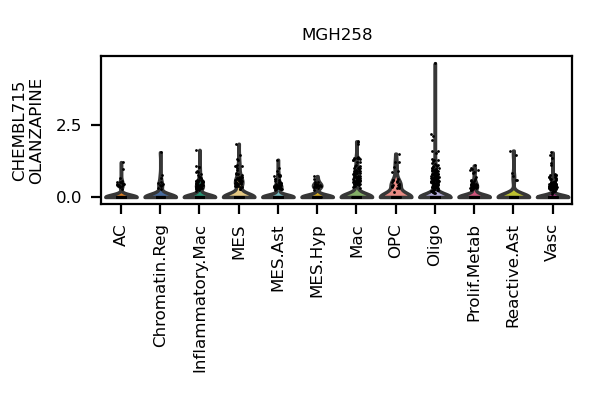 MGH258
CHEMBL715
OLANZAPINE
2.5
0.0
AC
Chromatin.Reg
Inflammatory.Mac
MES
MES.Ast
MES.Hyp
Mac
OPC
Oligo
Prolif.Metab
Reactive.Ast
Vasc